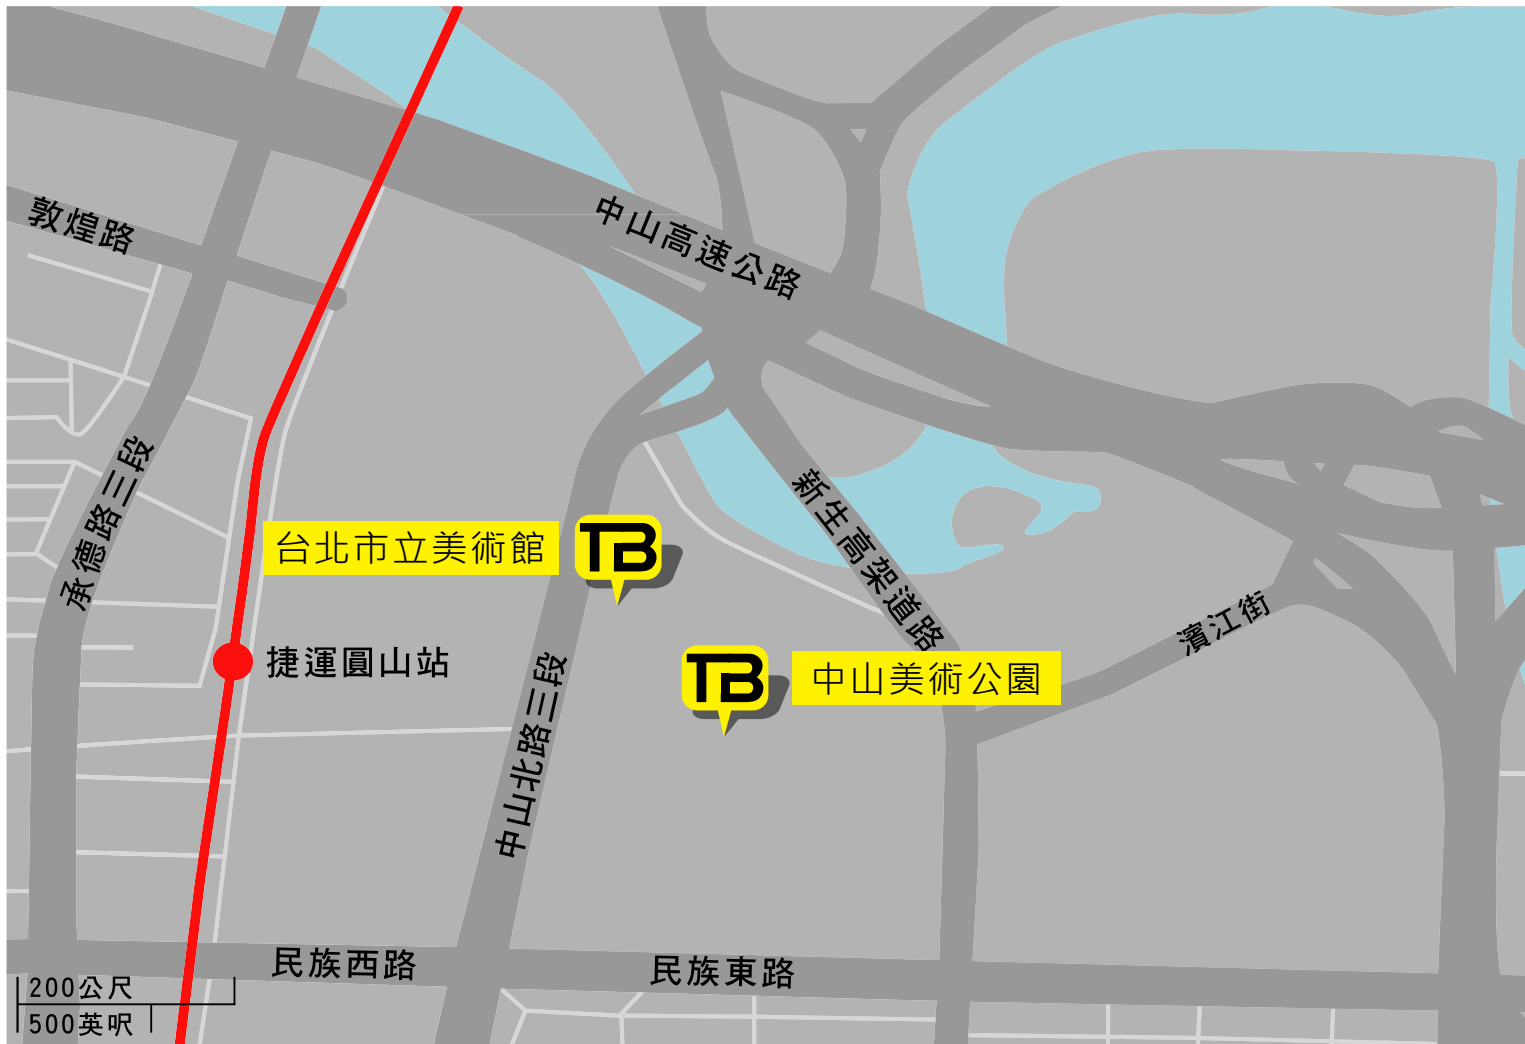 中山高速公路
敦煌路
承德路三段
新生高架道路
台北市立美術館
TB
濱江街
捷運圓山站
TB
中山美術公園
中山北路三段
民族西路
民族東路
200公尺
500英呎